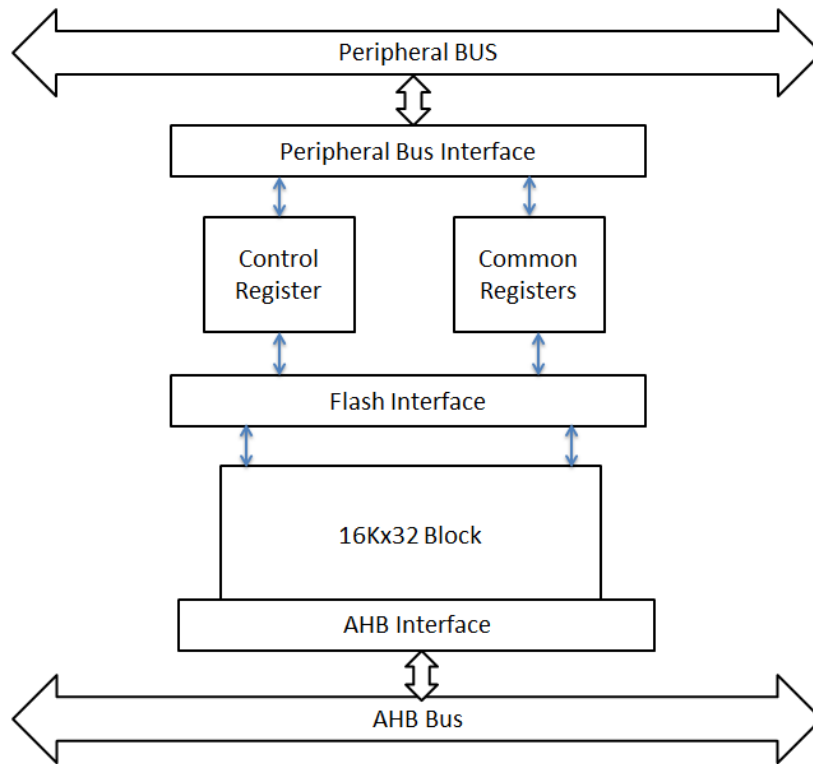 Peripheral BUS
Peripheral Bus Interface
Control
Register
Common
Registers
Flash Interface
16Kx32 Block
AHB Interface
AHB Bus